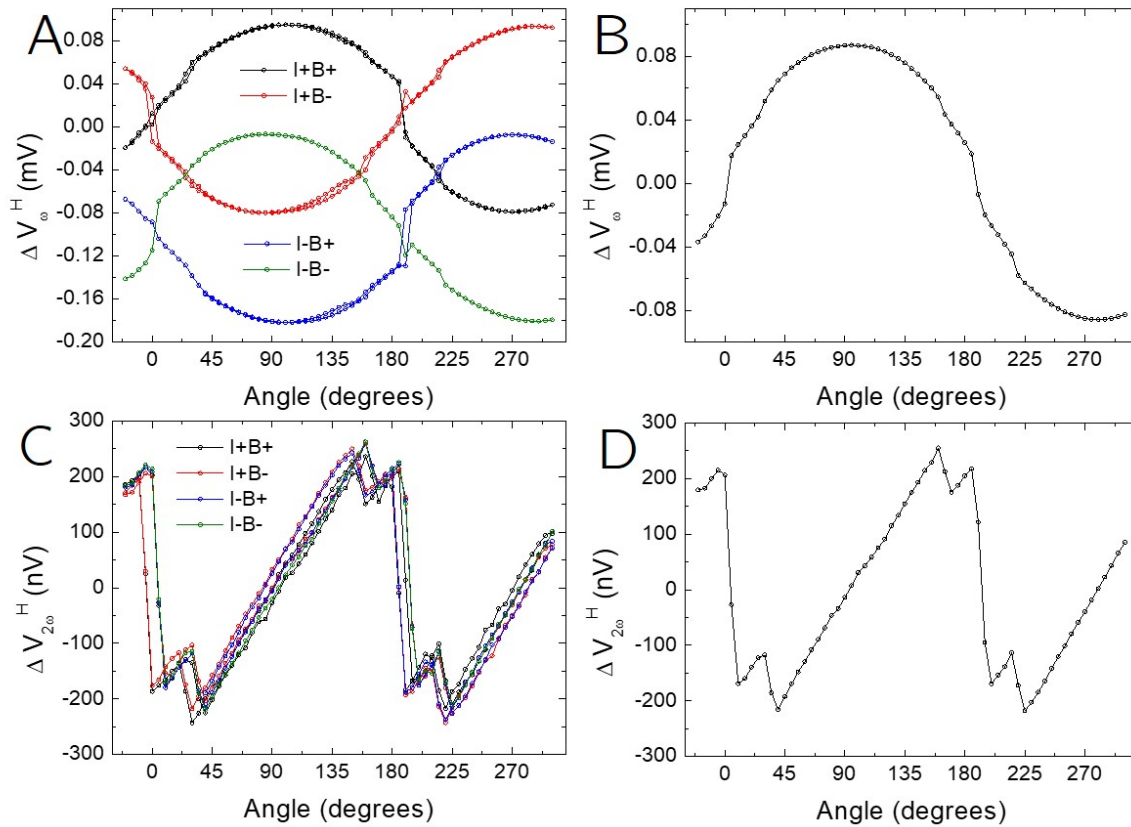 A
0.08
0.04
0.00
-0.04
-0.08
-0.12
-0.16
-0.20
Δ V_ω^H (mV)
I+B+
I+B-
I-B+
I-B-
0 45 90 135 180 225 270
Angle (degrees)
B
0.08
0.04
0.00
-0.04
-0.08
Δ V_ω^H (mV)
0 45 90 135 180 225 270
Angle (degrees)
C
300
200
100
0
-100
-200
-300
Δ V_2ω^H (nV)
I+B+
I+B-
I-B+
I-B-
0 45 90 135 180 225 270
Angle (degrees)
D
300
200
100
0
-100
-200
-300
Δ V_2ω^H (nV)
0 45 90 135 180 225 270
Angle (degrees)